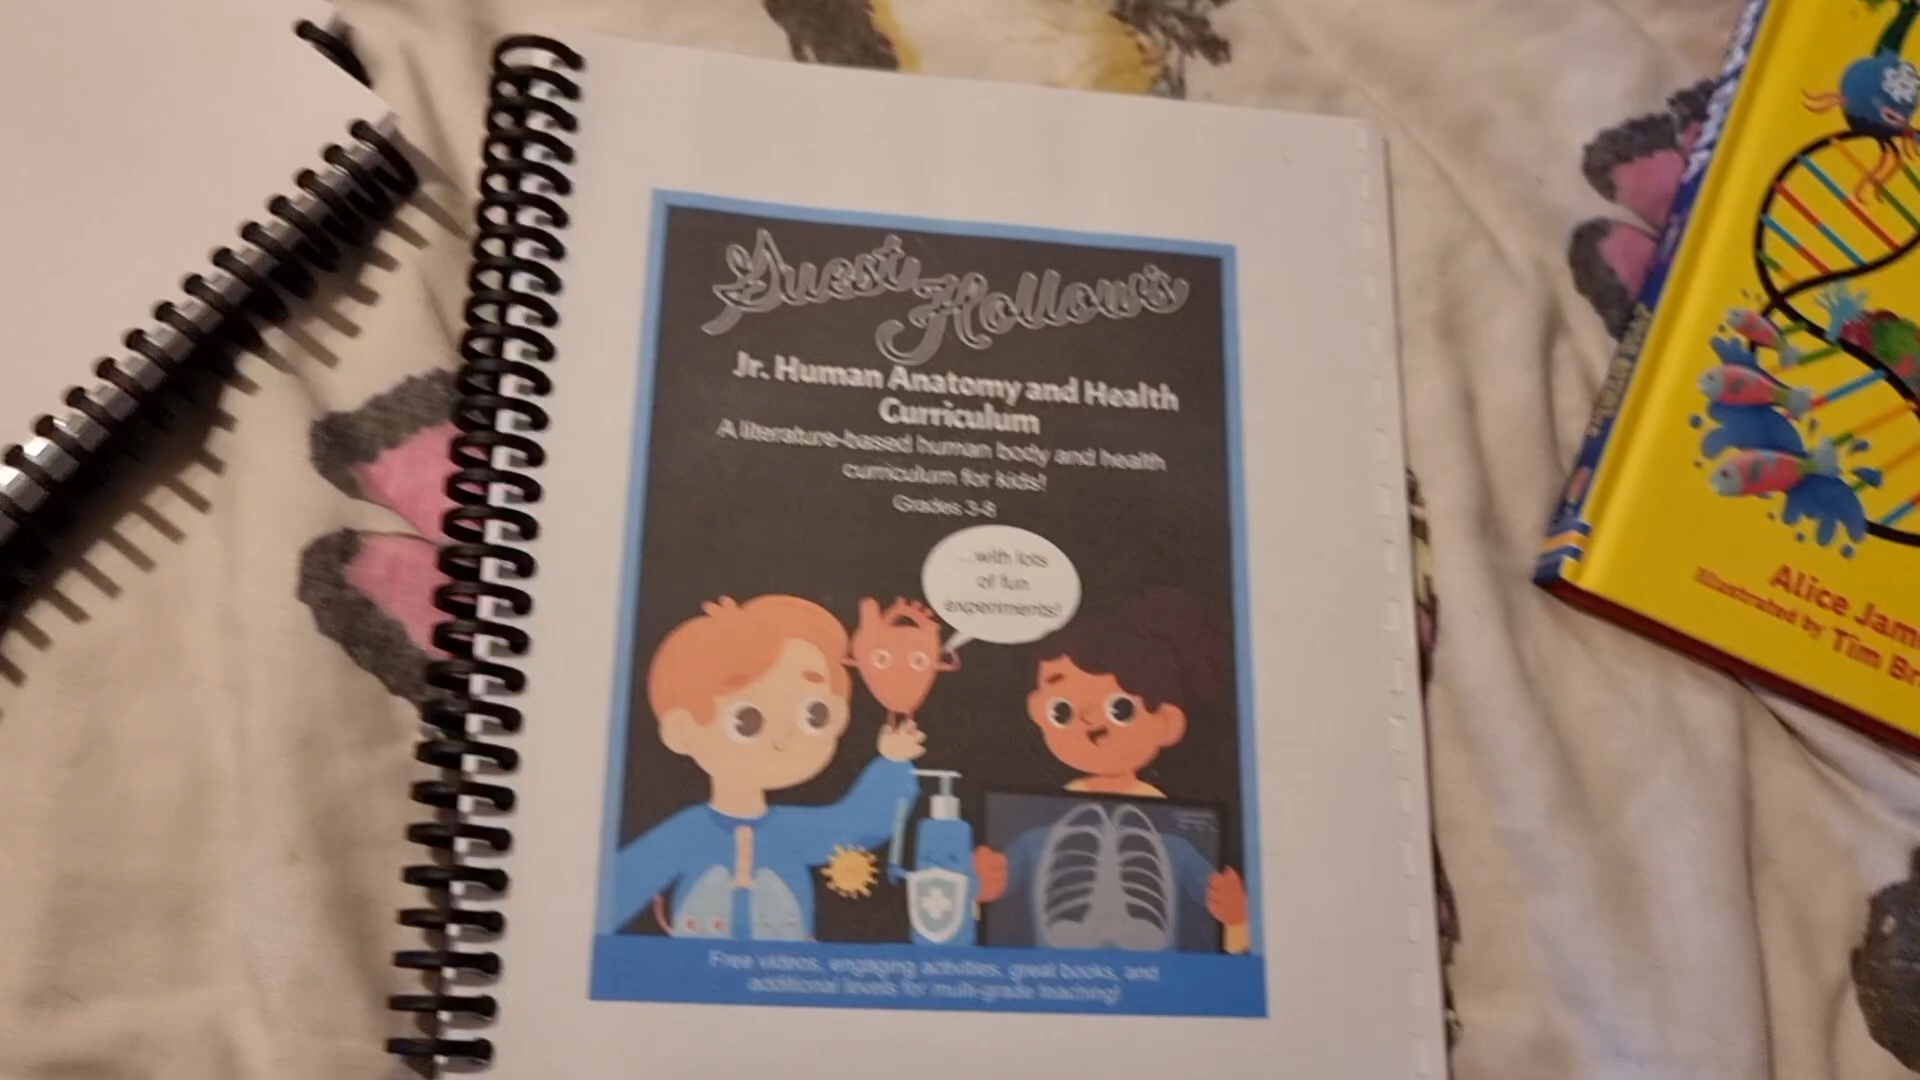 Guest
Hollow's
Jr. Human Anatomy and Health
Curriculum
A literature-based human body and health
curriculum for kids!
Grades 3-8
...with lots
of fun
experiments!
Free videos, engaging activities, great books, and
additional levels for multi-grade teaching!
Alice Jam
Illustrated by Tim Br